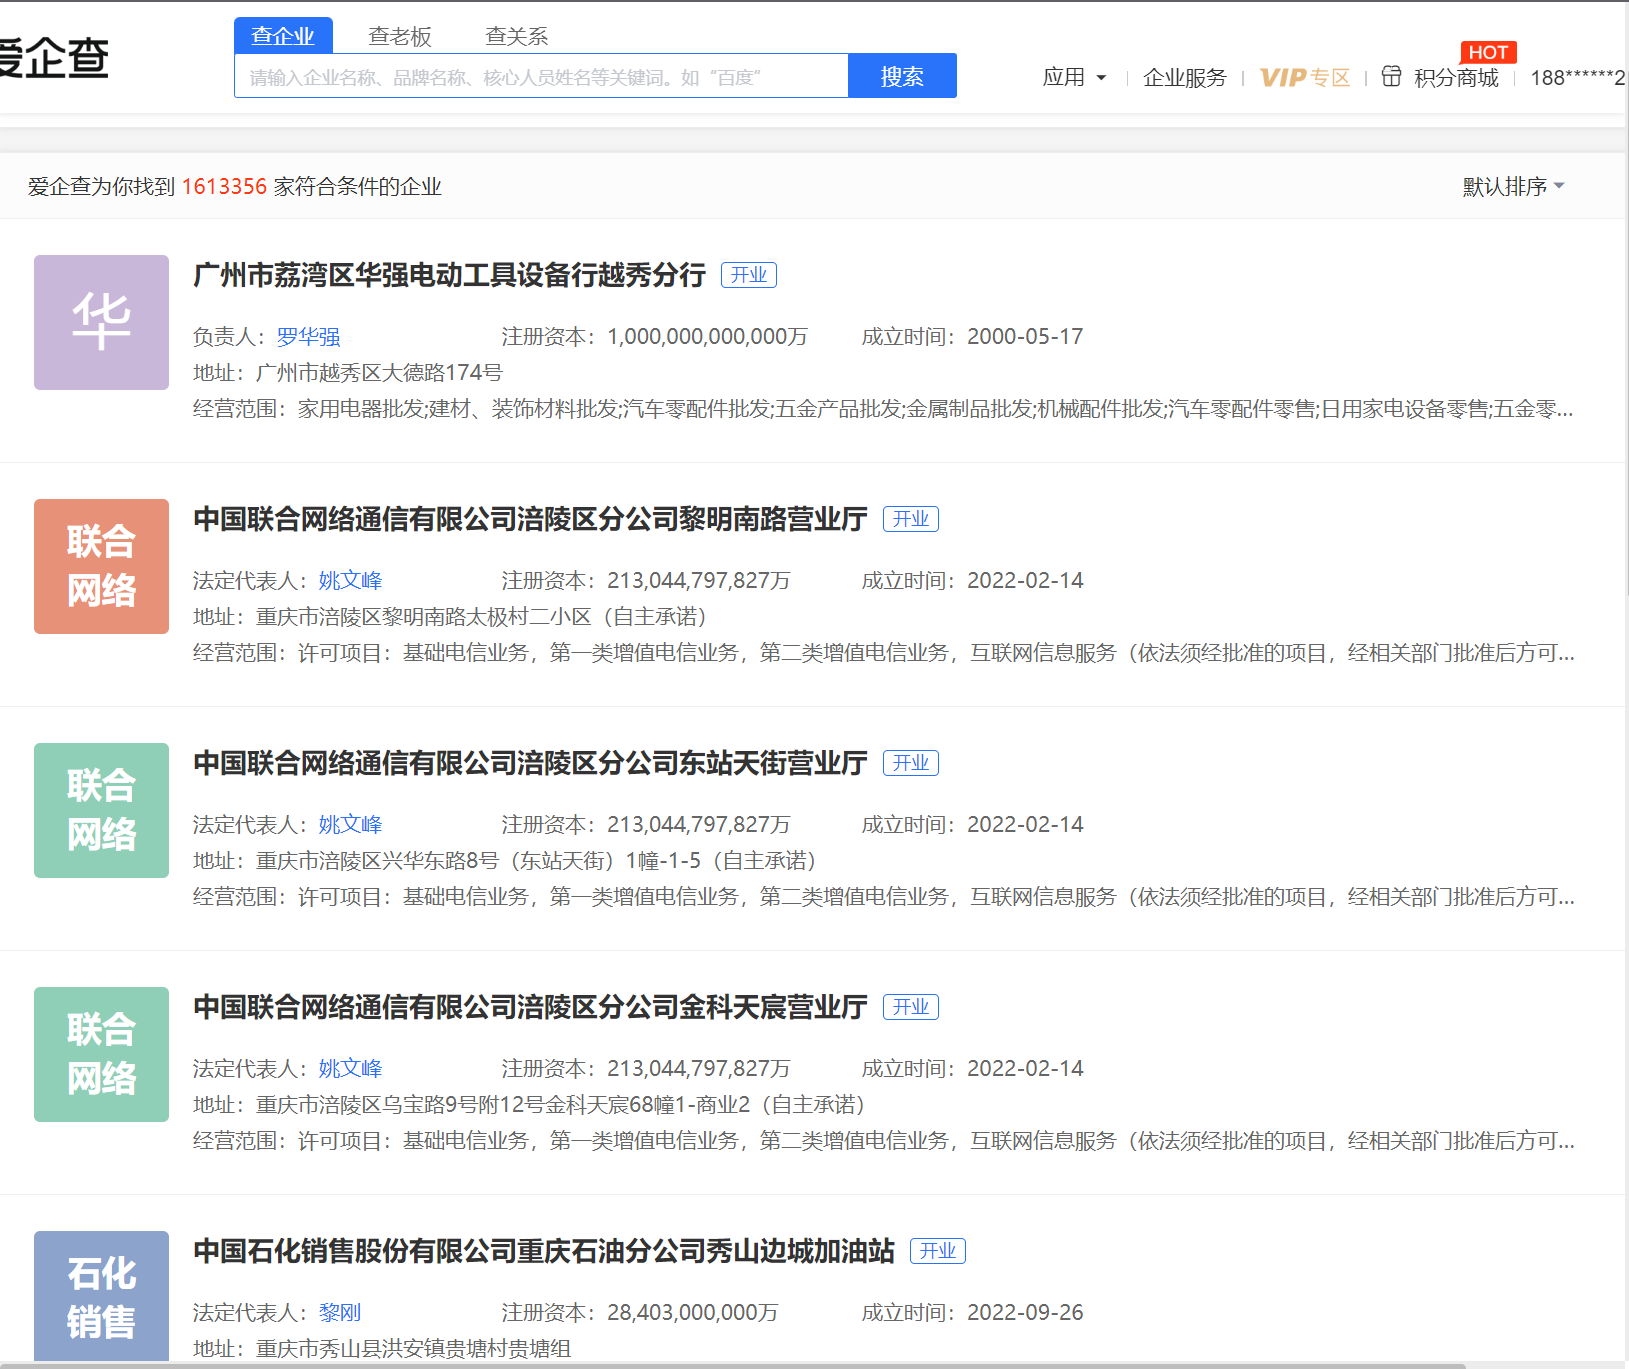 查企业 查老板 查关系
爱企查
请输入企业名称、品牌名称、核心人员姓名等关键词。如“百度” 搜索
HOT
应用 企业服务 VIP专区 积分商城 188******2
爱企查为你找到 1613356 家符合条件的企业 默认排序
华
广州市荔湾区华强电动工具设备行越秀分行 开业
负责人：罗华强 注册资本：1,000,000,000,000万 成立时间：2000-05-17
地址：广州市越秀区大德路174号
经营范围：家用电器批发;建材、装饰材料批发;汽车零配件批发;五金产品批发;金属制品批发;机械配件批发;汽车零配件零售;日用家电设备零售;五金零...
联合
网络
中国联合网络通信有限公司涪陵区分公司黎明南路营业厅 开业
法定代表人：姚文峰 注册资本：213,044,797,827万 成立时间：2022-02-14
地址：重庆市涪陵区黎明南路太极村二小区（自主承诺）
经营范围：许可项目：基础电信业务，第一类增值电信业务，第二类增值电信业务，互联网信息服务（依法须经批准的项目，经相关部门批准后方可...
联合
网络
中国联合网络通信有限公司涪陵区分公司东站天街营业厅 开业
法定代表人：姚文峰 注册资本：213,044,797,827万 成立时间：2022-02-14
地址：重庆市涪陵区兴华东路8号（东站天街）1幢-1-5（自主承诺）
经营范围：许可项目：基础电信业务，第一类增值电信业务，第二类增值电信业务，互联网信息服务（依法须经批准的项目，经相关部门批准后方可...
联合
网络
中国联合网络通信有限公司涪陵区分公司金科天宸营业厅 开业
法定代表人：姚文峰 注册资本：213,044,797,827万 成立时间：2022-02-14
地址：重庆市涪陵区乌宝路9号附12号金科天宸68幢1-商业2（自主承诺）
经营范围：许可项目：基础电信业务，第一类增值电信业务，第二类增值电信业务，互联网信息服务（依法须经批准的项目，经相关部门批准后方可...
石化
销售
中国石化销售股份有限公司重庆石油分公司秀山边城加油站 开业
法定代表人：黎刚 注册资本：28,403,000,000万 成立时间：2022-09-26
地址：重庆市秀山县洪安镇贵塘村贵塘组